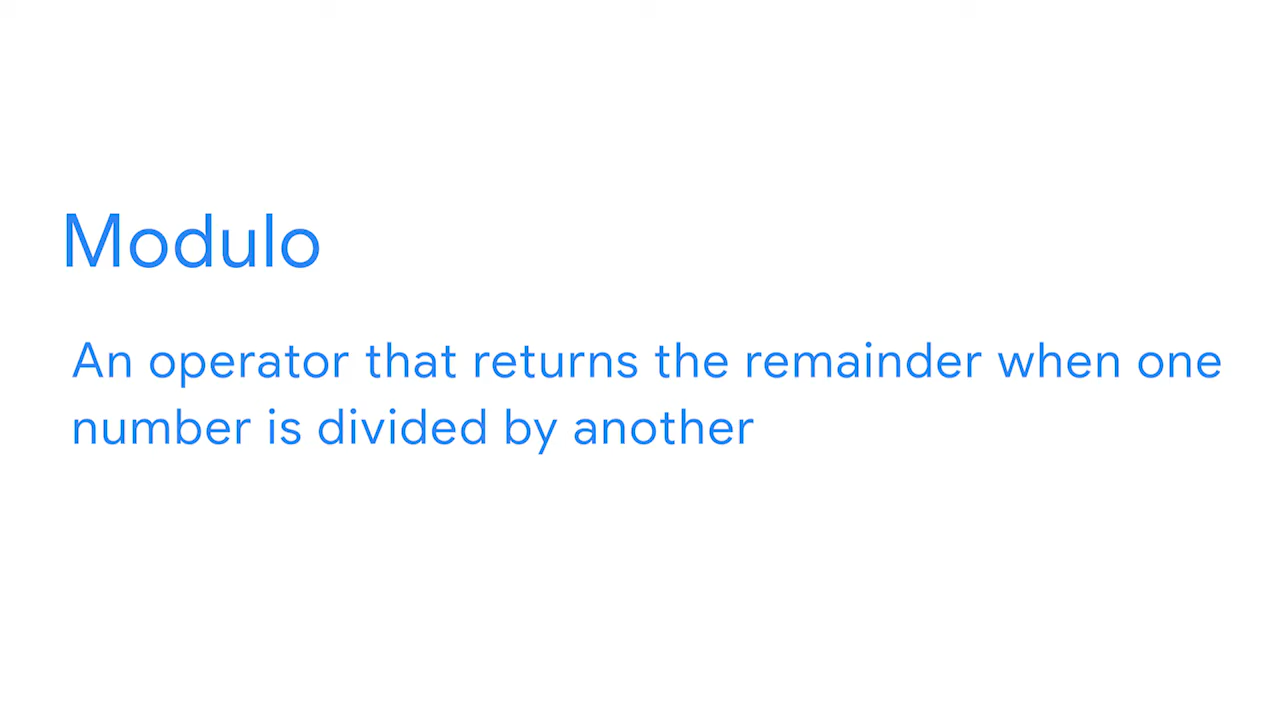 Modulo
An operator that returns the remainder when one
number is divided by another